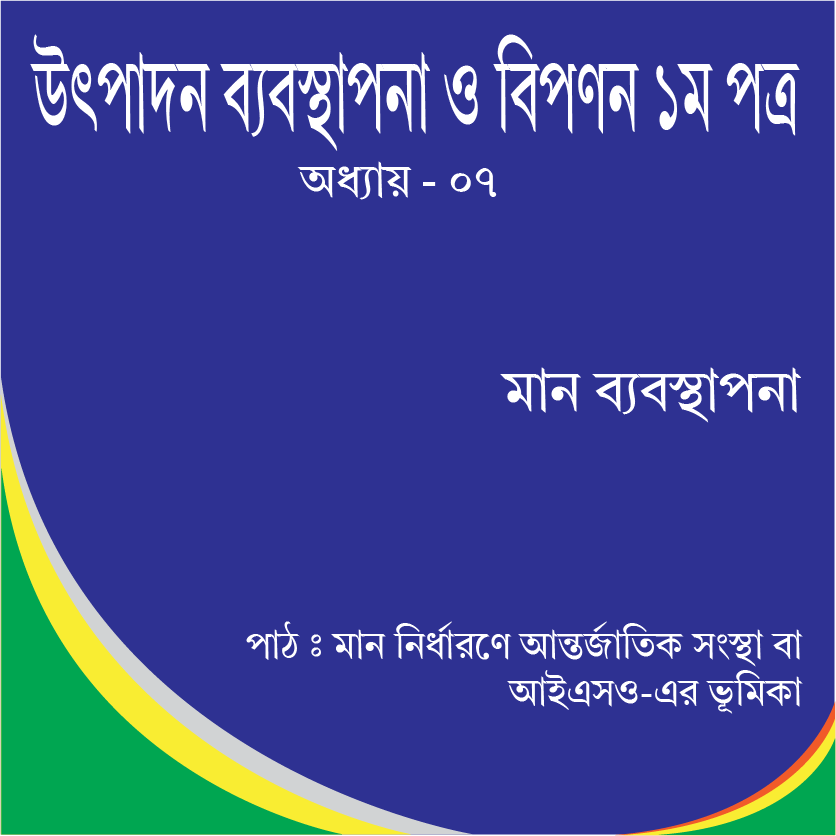 উৎপাদন ব্যবস্থাপনা ও বিপণন ১ম পত্র
অধ্যায় - ০৭
মান ব্যবস্থাপনা
পাঠ ঃ মান নির্ধারণে আন্তর্জাতিক সংস্থা বা
আইএসও-এর ভূমিকা